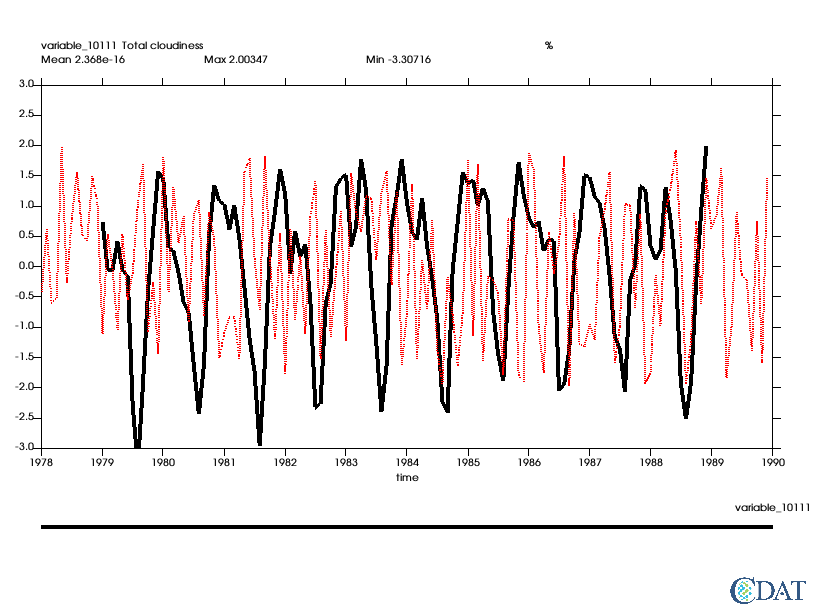 variable_10111 Total cloudiness %
Mean 2.368e-16 Max 2.00347 Min -3.30716
3.0
2.5
2.0
1.5
1.0
0.5
0.0
-0.5
-1.0
-1.5
-2.0
-2.5
-3.0
1978 1979 1980 1981 1982 1983 1984 1985 1986 1987 1988 1989 1990
time
variable_10111
CDAT